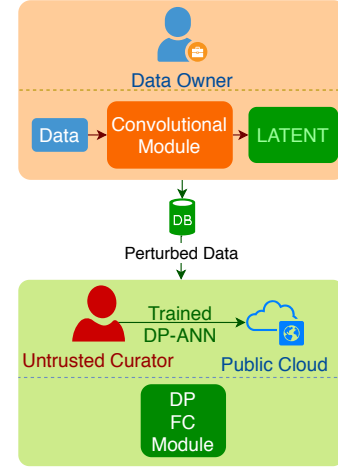 Data Owner
Data
Convolutional
Module
LATENT
DB
Perturbed Data
Trained
DP-ANN
Untrusted Curator
Public Cloud
DP
FC
Module